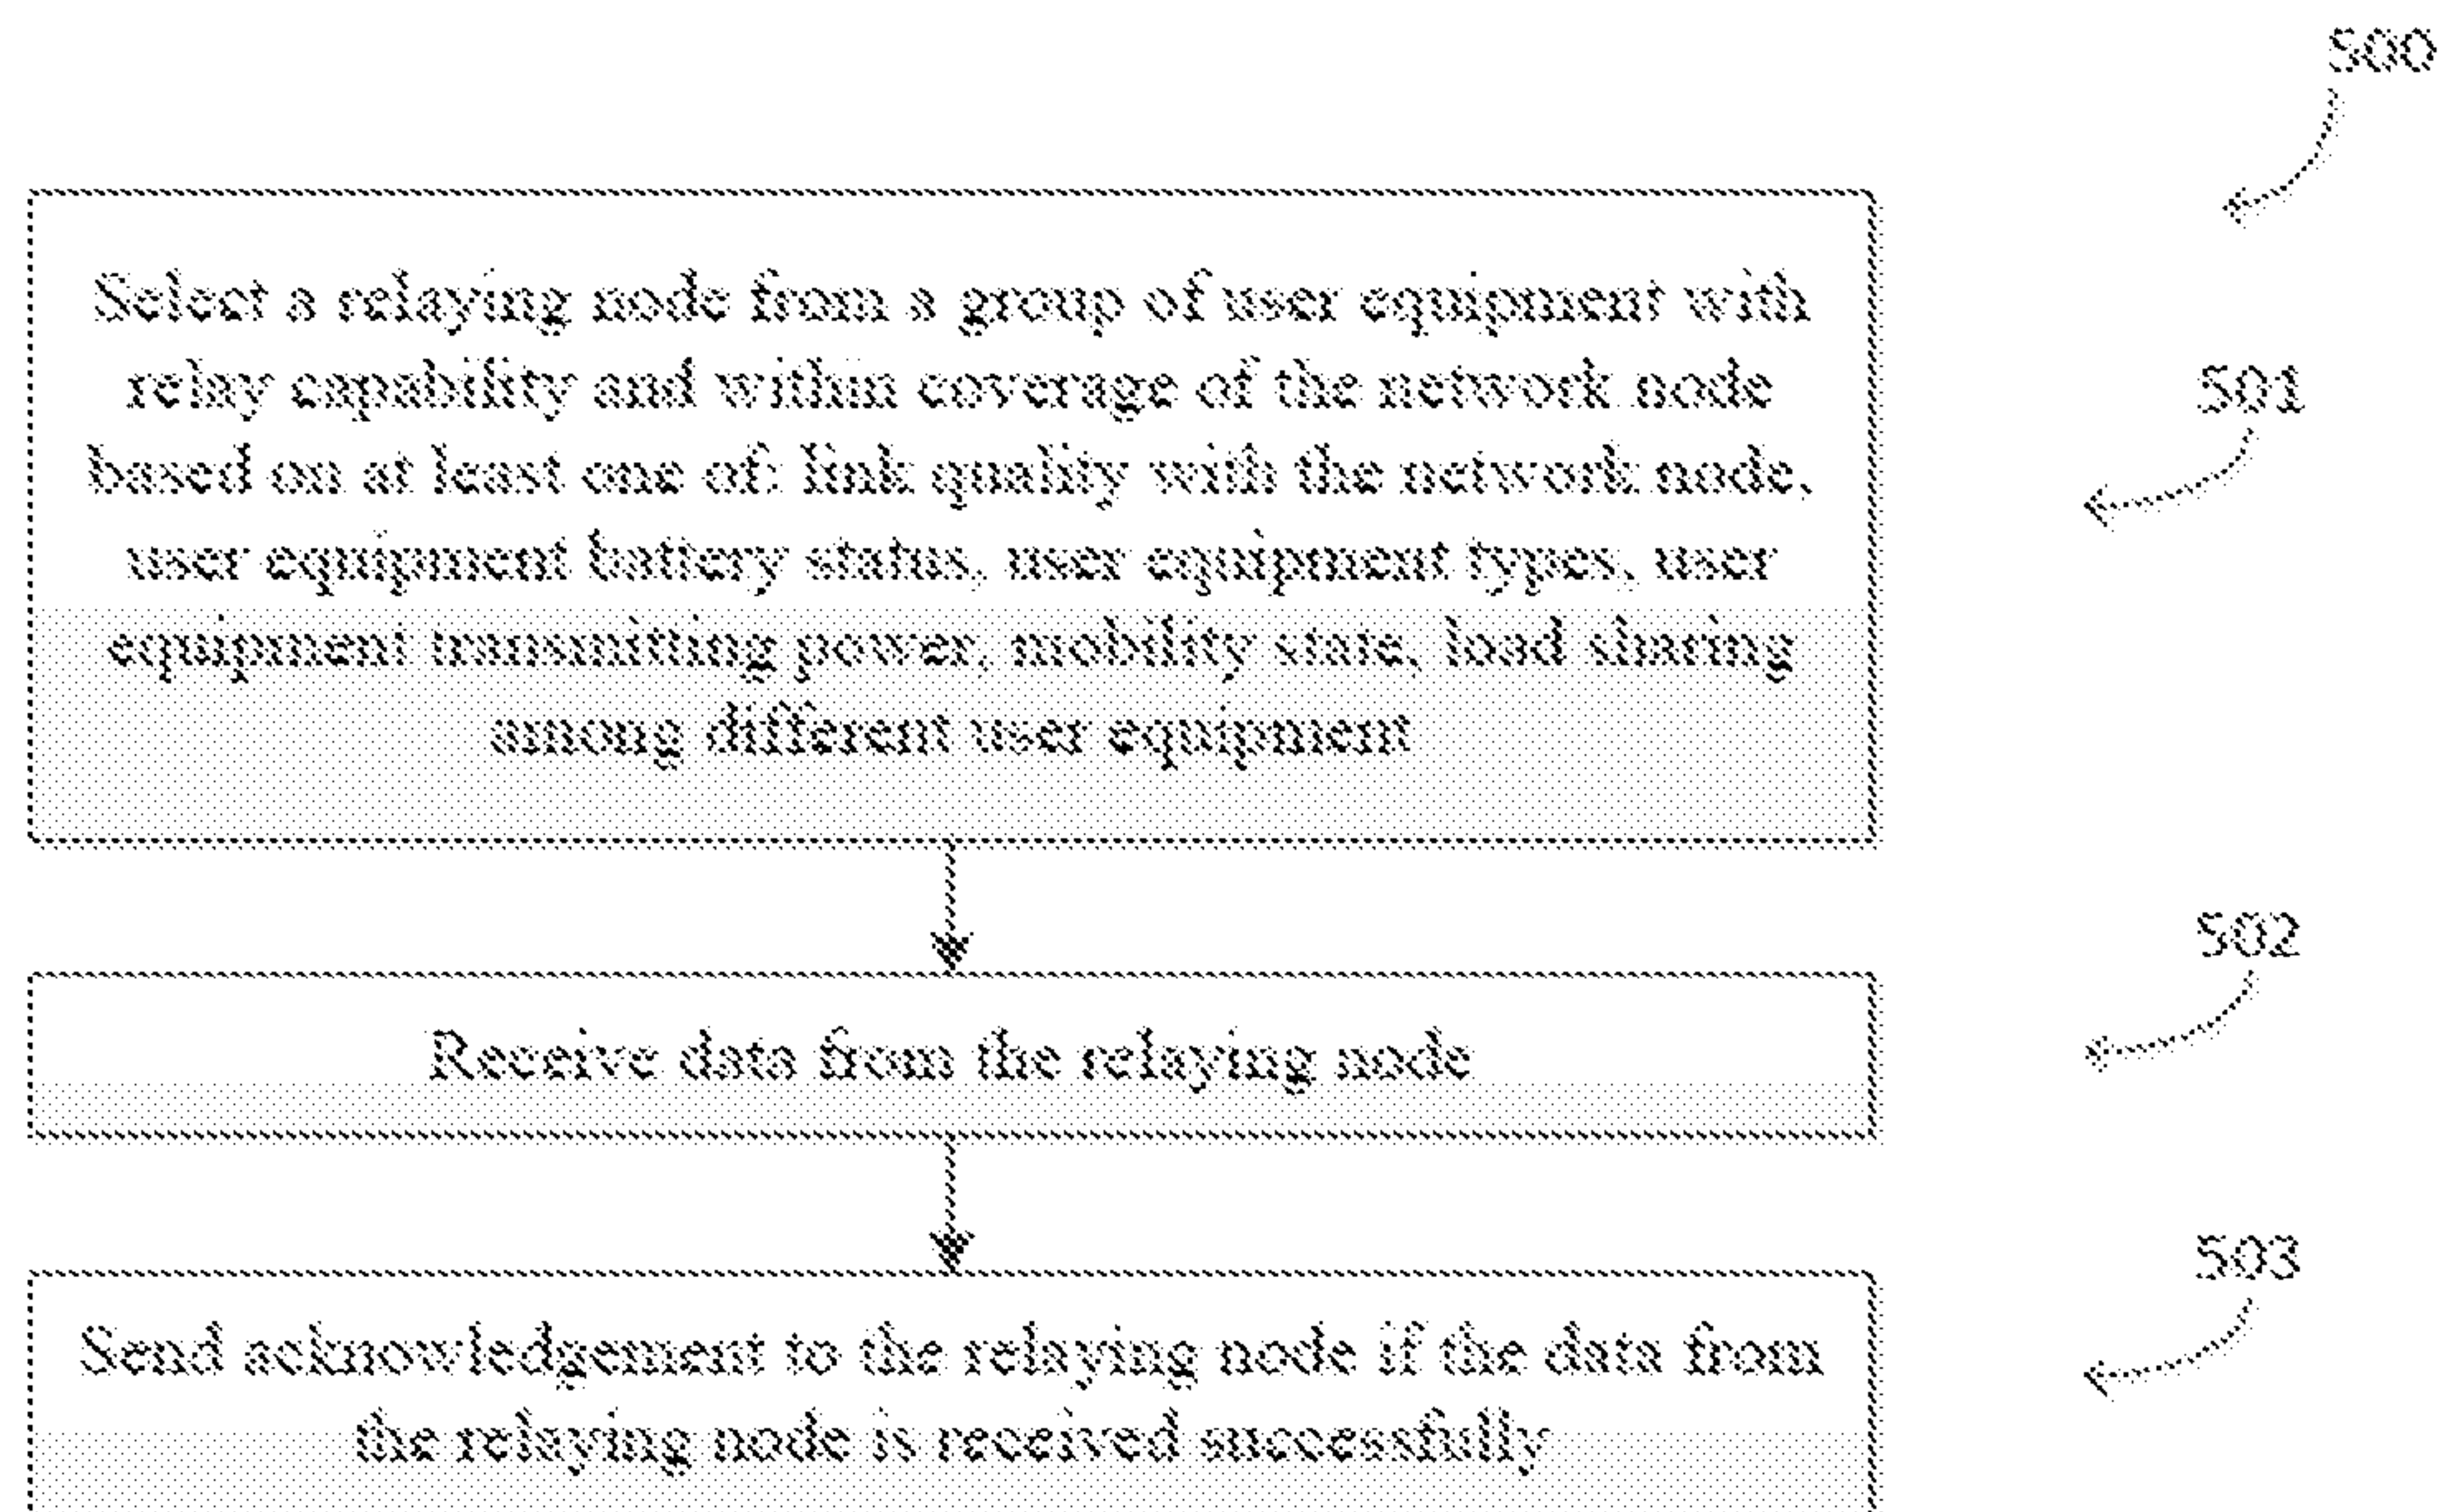 500
Select a relaying node from a group of user equipment with
relay capability and within coverage of the network node
501
based on at least one of: link quality with the network node,
user equipment battery status, user equipment types, user
equipment transmitting power, mobility state, load sharing
among different user equipment
502
Receive data from the relaying node
503
Send acknowledgement to the relaying node if the data from
the relaying node is received successfully